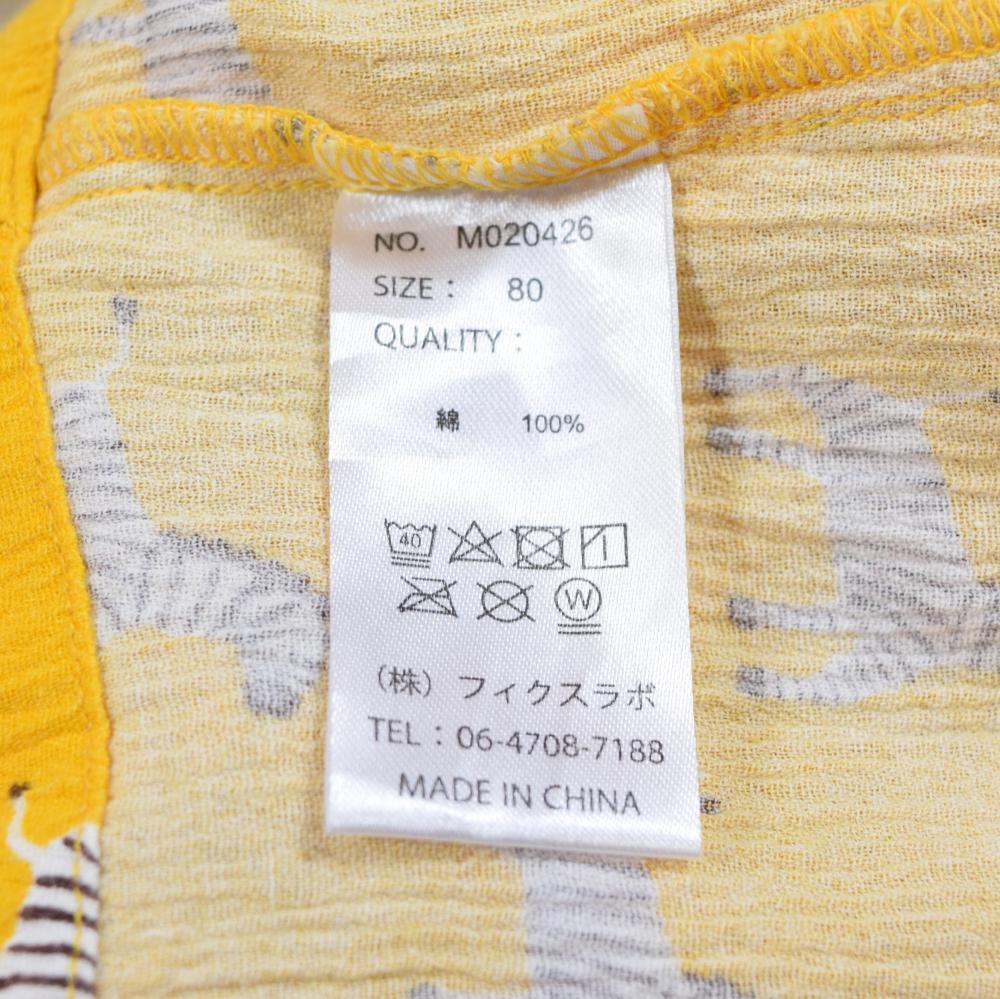 NO. M020426
SIZE : 80
QUALITY :
綿 100%
40
W
（株）フィクスラボ
TEL : 06-4708-7188
MADE IN CHINA